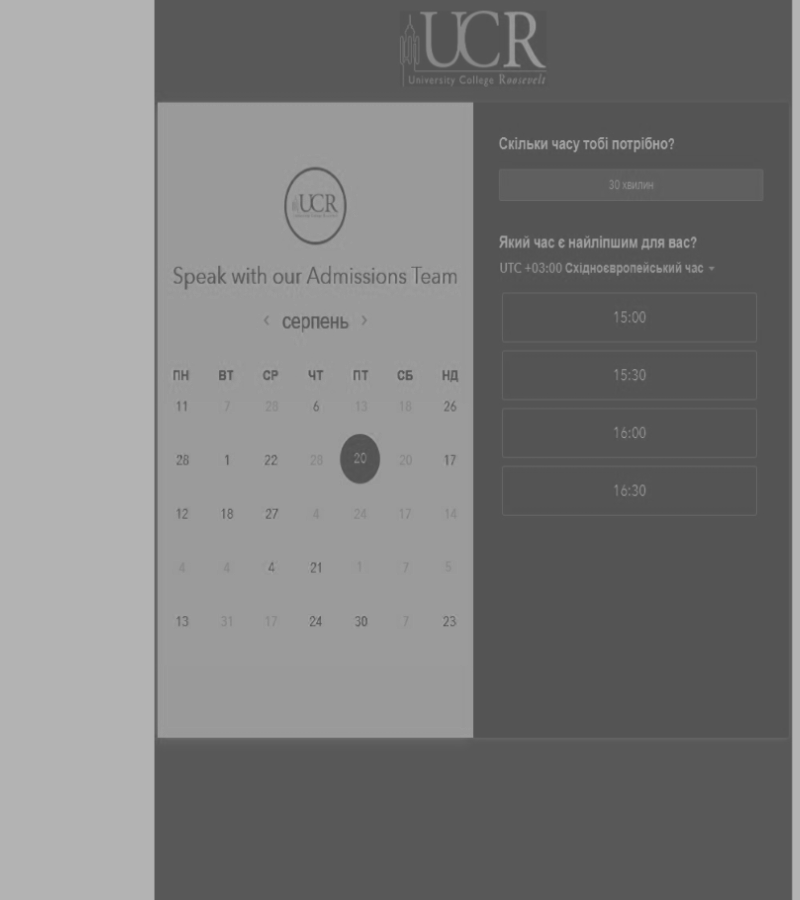 UCR
University College Roosevelt
UCR
Speak with our Admissions Team
‹ серпень ›
ПН ВТ СР ЧТ ПТ СБ НД
11 7 28 6 13 18 26
28 1 22 28 20 20 17
12 18 27 4 24 17 14
4 4 4 21 1 7 5
13 31 17 24 30 7 23
Скільки часу тобі потрібно?
30 хвилин
Який час є найліпшим для вас?
UTC +03:00 Східноєвропейський час
15:00
15:30
16:00
16:30